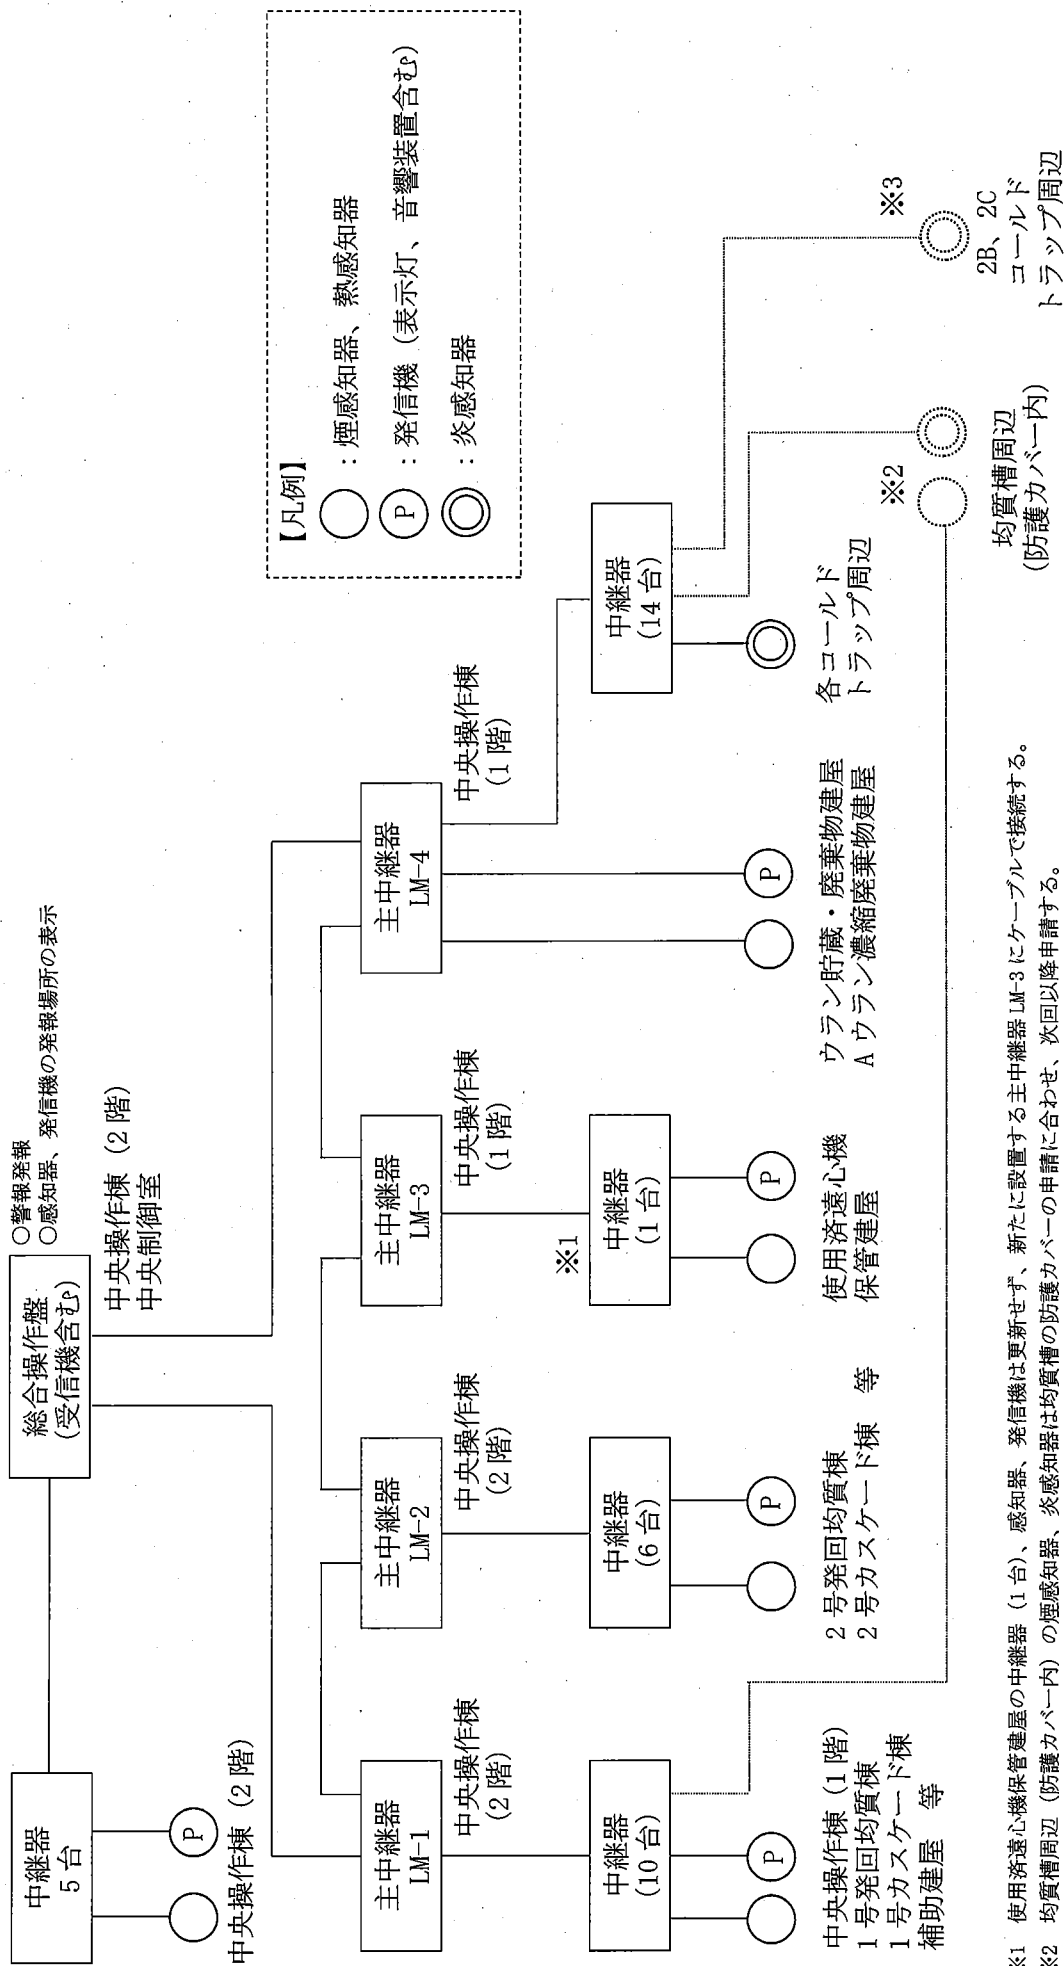 総合操作盤
(受信機含む)
○警報発報
○感知器、発信機の発報場所の表示
中央操作棟 (2 階)
中央制御室
中継器
5 台
P
中央操作棟 (2 階)
【凡例】
：煙感知器、熱感知器
P
：発信機 (表示灯、音響装置含む)
：炎感知器
主中継器
LM-1
中央操作棟
(2 階)
主中継器
LM-2
中央操作棟
(2 階)
主中継器
LM-3
中央操作棟
(1 階)
主中継器
LM-4
中央操作棟
(1 階)
中継器
(10 台)
P
中央操作棟 (1 階)
1 号発回均質棟
1 号カスケード棟
補助建屋 等
中継器
(6 台)
P
2 号発回均質棟
2 号カスケード棟 等
※1
中継器
(1 台)
P
使用済遠心機
保管建屋
P
ウラン貯蔵・廃棄物建屋
A ウラン濃縮廃棄物建屋
中継器
(14 台)
各コールド
トラップ周辺
※2
均質槽周辺
(防護カバー内)
※3
2B、2C
コールド
トラップ周辺
※1 使用済遠心機保管建屋の中継器 (1 台)、感知器、発信機は更新せず、新たに設置する主中継器 LM-3 にケーブルで接続する。
※2 均質槽周辺 (防護カバー内) の煙感知器、炎感知器は均質槽の防護カバーの申請に合わせ、次回以降申請する。